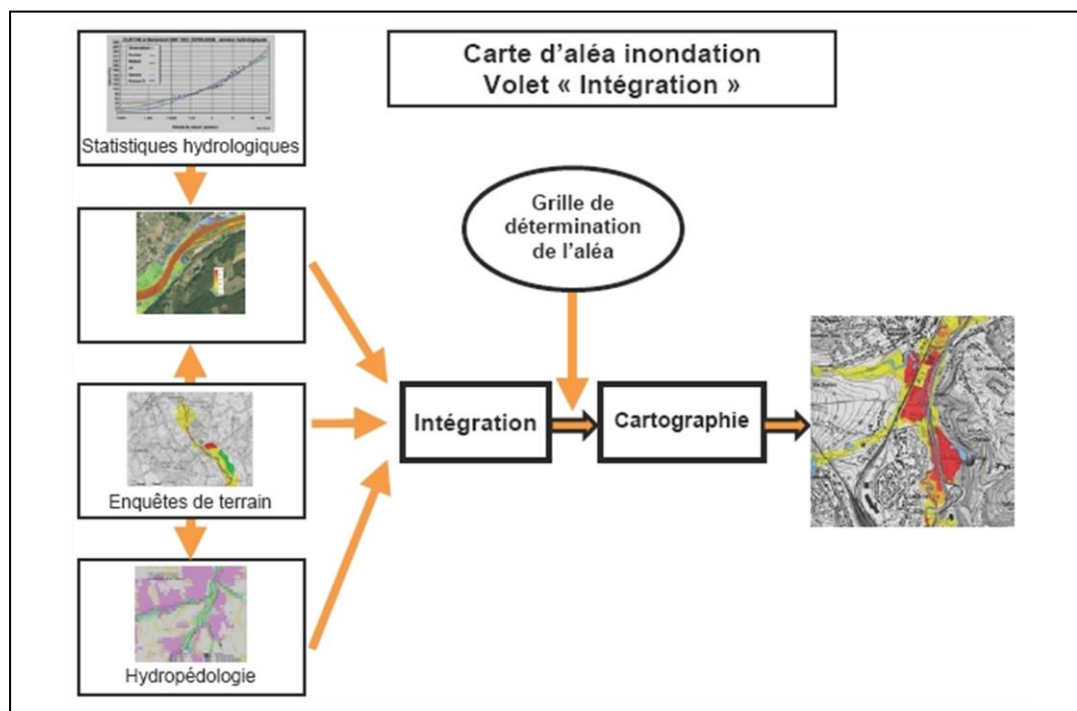 Carte d'aléa inondation
Volet « Intégration »
Statistiques hydrologiques
Grille de
détermination
de l'aléa
Enquêtes de terrain
Intégration
Cartographie
Hydropédologie